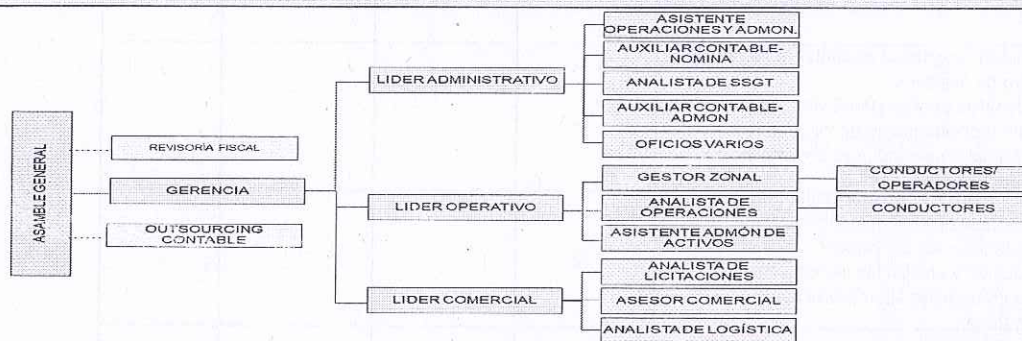 ASAMBLE GENERAL
REVISORÍA FISCAL
GERENCIA
OUTSOURCING
CONTABLE
LIDER ADMINISTRATIVO
LIDER OPERATIVO
LIDER COMERCIAL
ASISTENTE
OPERACIONES Y ADMON.
AUXILIAR CONTABLE-
NOMINA
ANALISTA DE SSGT
AUXILIAR CONTABLE-
ADMON
OFICIOS VARIOS
GESTOR ZONAL
ANALISTA DE
OPERACIONES
ASISTENTE ADMÓN DE
ACTIVOS
ANALISTA DE
LICITACIONES
ASESOR COMERCIAL
ANALISTA DE LOGÍSTICA
CONDUCTORES/
OPERADORES
CONDUCTORES